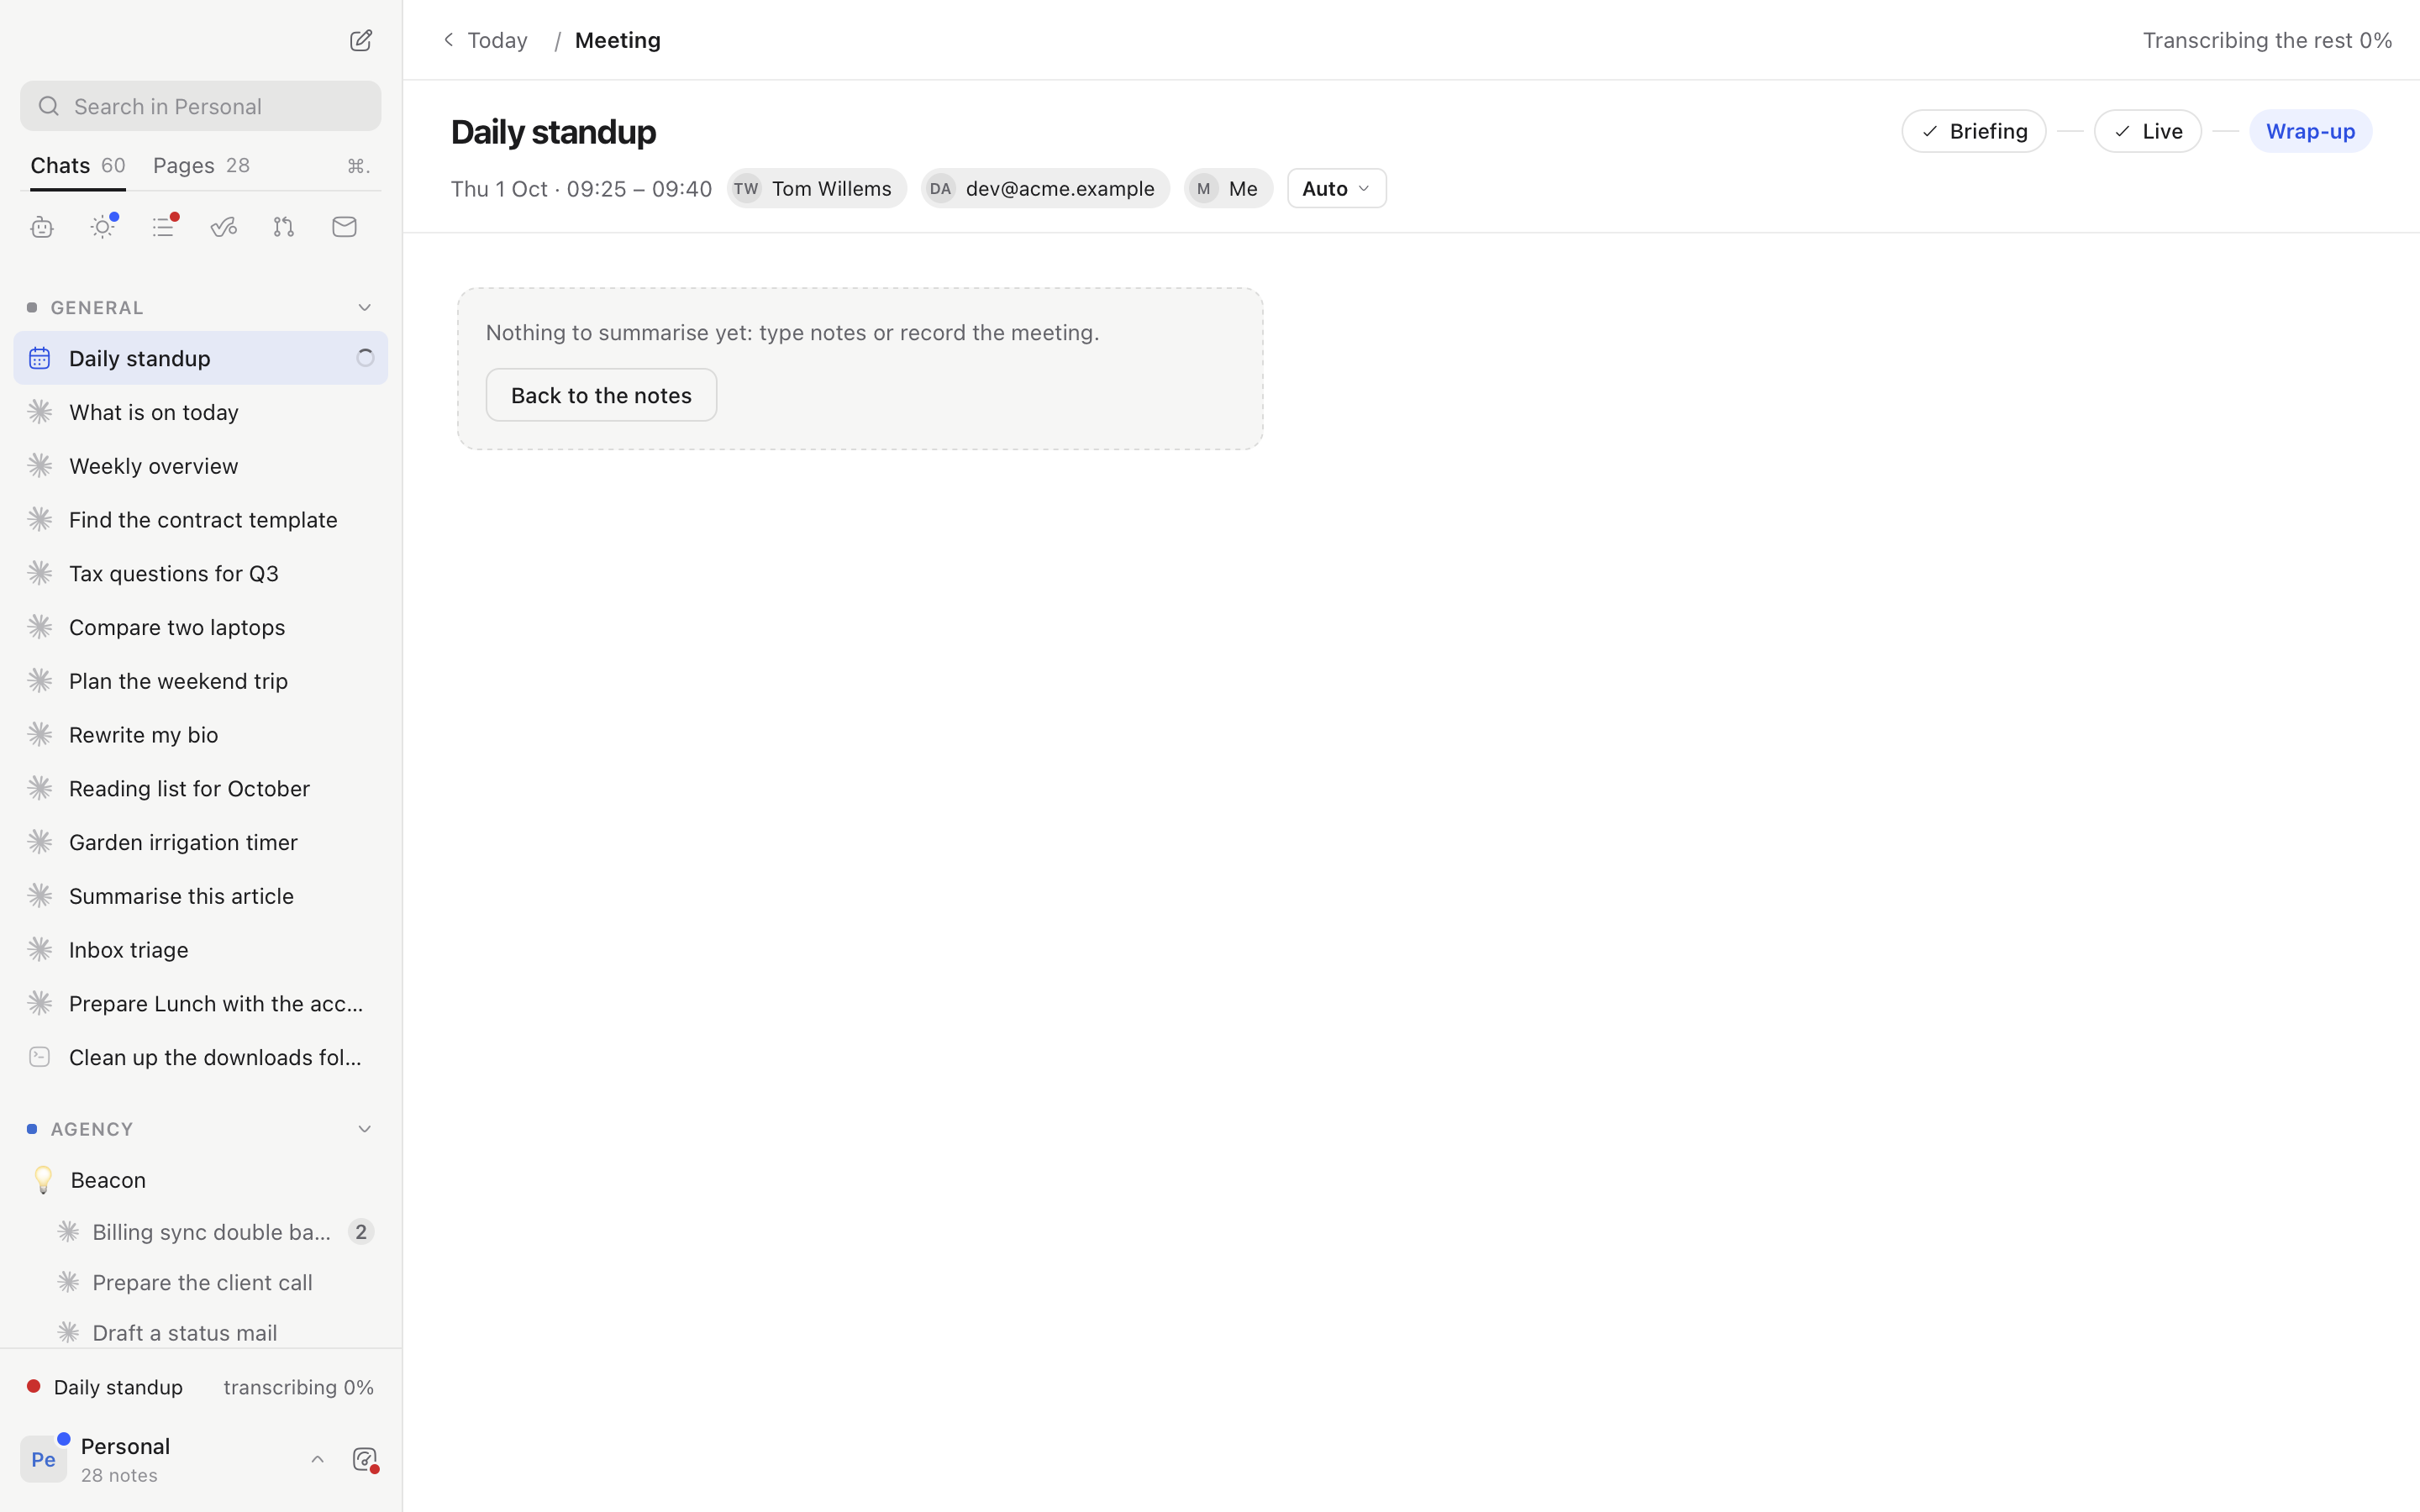 Search in Personal
Chats 60 Pages 28 ⌘.
GENERAL
Daily standup
What is on today
Weekly overview
Find the contract template
Tax questions for Q3
Compare two laptops
Plan the weekend trip
Rewrite my bio
Reading list for October
Garden irrigation timer
Summarise this article
Inbox triage
Prepare Lunch with the acc...
Clean up the downloads fol...
AGENCY
Beacon
Billing sync double ba... 2
Prepare the client call
Draft a status mail
Daily standup transcribing 0%
Pe Personal
28 notes
Today / Meeting
Transcribing the rest 0%
Daily standup
Briefing Live Wrap-up
Thu 1 Oct · 09:25 – 09:40 TW Tom Willems DA dev@acme.example M Me Auto
Nothing to summarise yet: type notes or record the meeting.
Back to the notes